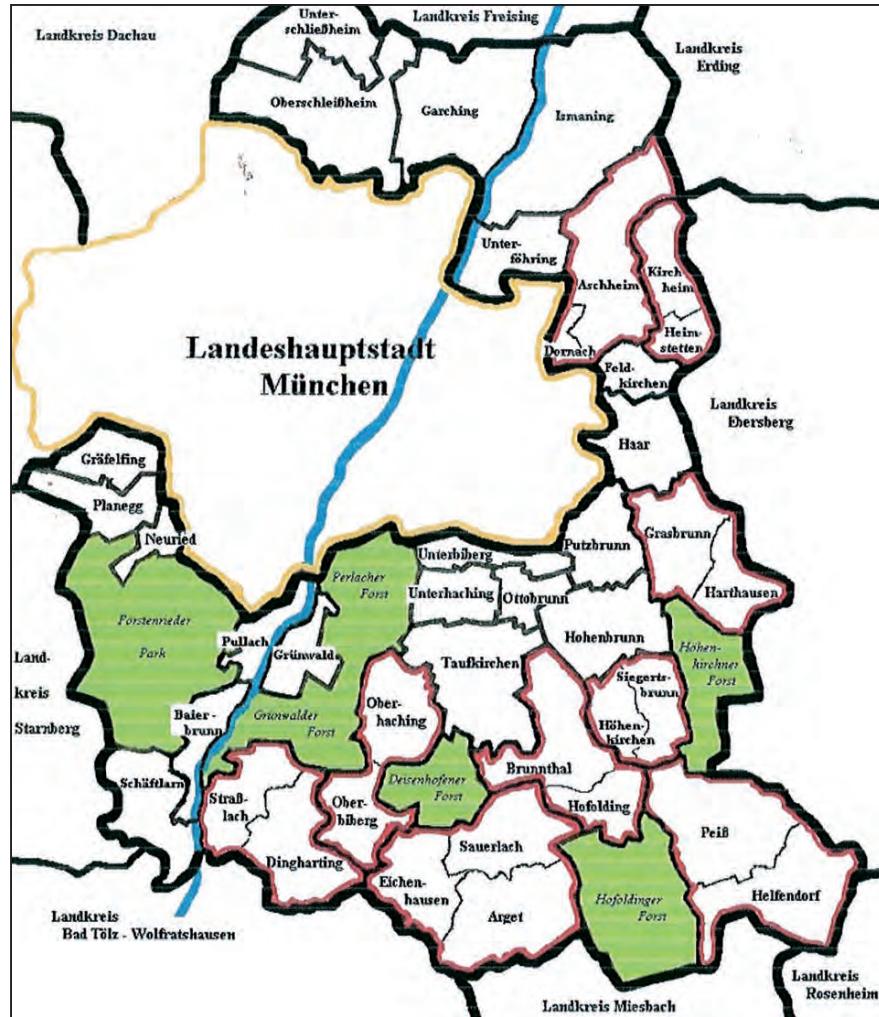 Landkreis Freising
Unter-
schließheim
Landkreis Dachau
Landkreis
Erding
Oberschleißheim
Garching
Ismaning
Unter-
föhring
Aschheim
Kirch
heim
Heim-
stetten
Dornach
Feld-
kirchen
Landeshauptstadt
München
Landkreis
Ebersberg
Haar
Gräfelfing
Planegg
Neuried
Unterbiberg
Putzbrunn
Grasbrunn
Perlacher
Forst
Unterhaching
Ottobrunn
Harthausen
Forstenrieder
Park
Pullach
Grünwald
Taufkirchen
Hohenbrunn
Höhen-
kirchner
Forst
Siegerts-
brunn
Höhen-
kirchen
Land-
kreis
Starnberg
Baier-
brunn
Grünwalder
Forst
Ober-
haching
Deisenhofener
Forst
Brunnthal
Hofolding
Schäftlarn
Straß-
lach
Ober-
biberg
Peiß
Sauerlach
Dingharting
Eichen-
hausen
Arget
Hofoldinger
Forst
Helfendorf
Landkreis
Bad Tölz - Wolfratshausen
Landkreis
Rosenheim
Landkreis Miesbach